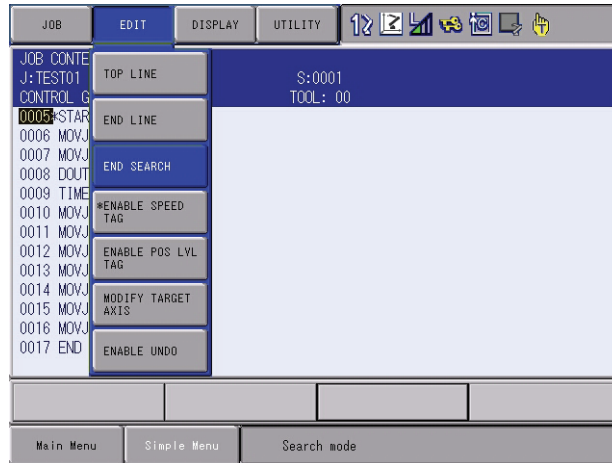 JOB EDIT DISPLAY UTILITY
JOB CONTE
J:TEST01 S:0001
CONTROL G TOOL: 00
0005 *STAR
0006 MOVJ
0007 MOVJ
0008 DOUT
0009 TIME
0010 MOVJ
0011 MOVJ
0012 MOVJ
0013 MOVJ
0014 MOVJ
0015 MOVJ
0016 MOVJ
0017 END
TOP LINE
END LINE
END SEARCH
*ENABLE SPEED
TAG
ENABLE POS LVL
TAG
MODIFY TARGET
AXIS
ENABLE UNDO
Main Menu Simple Menu Search mode